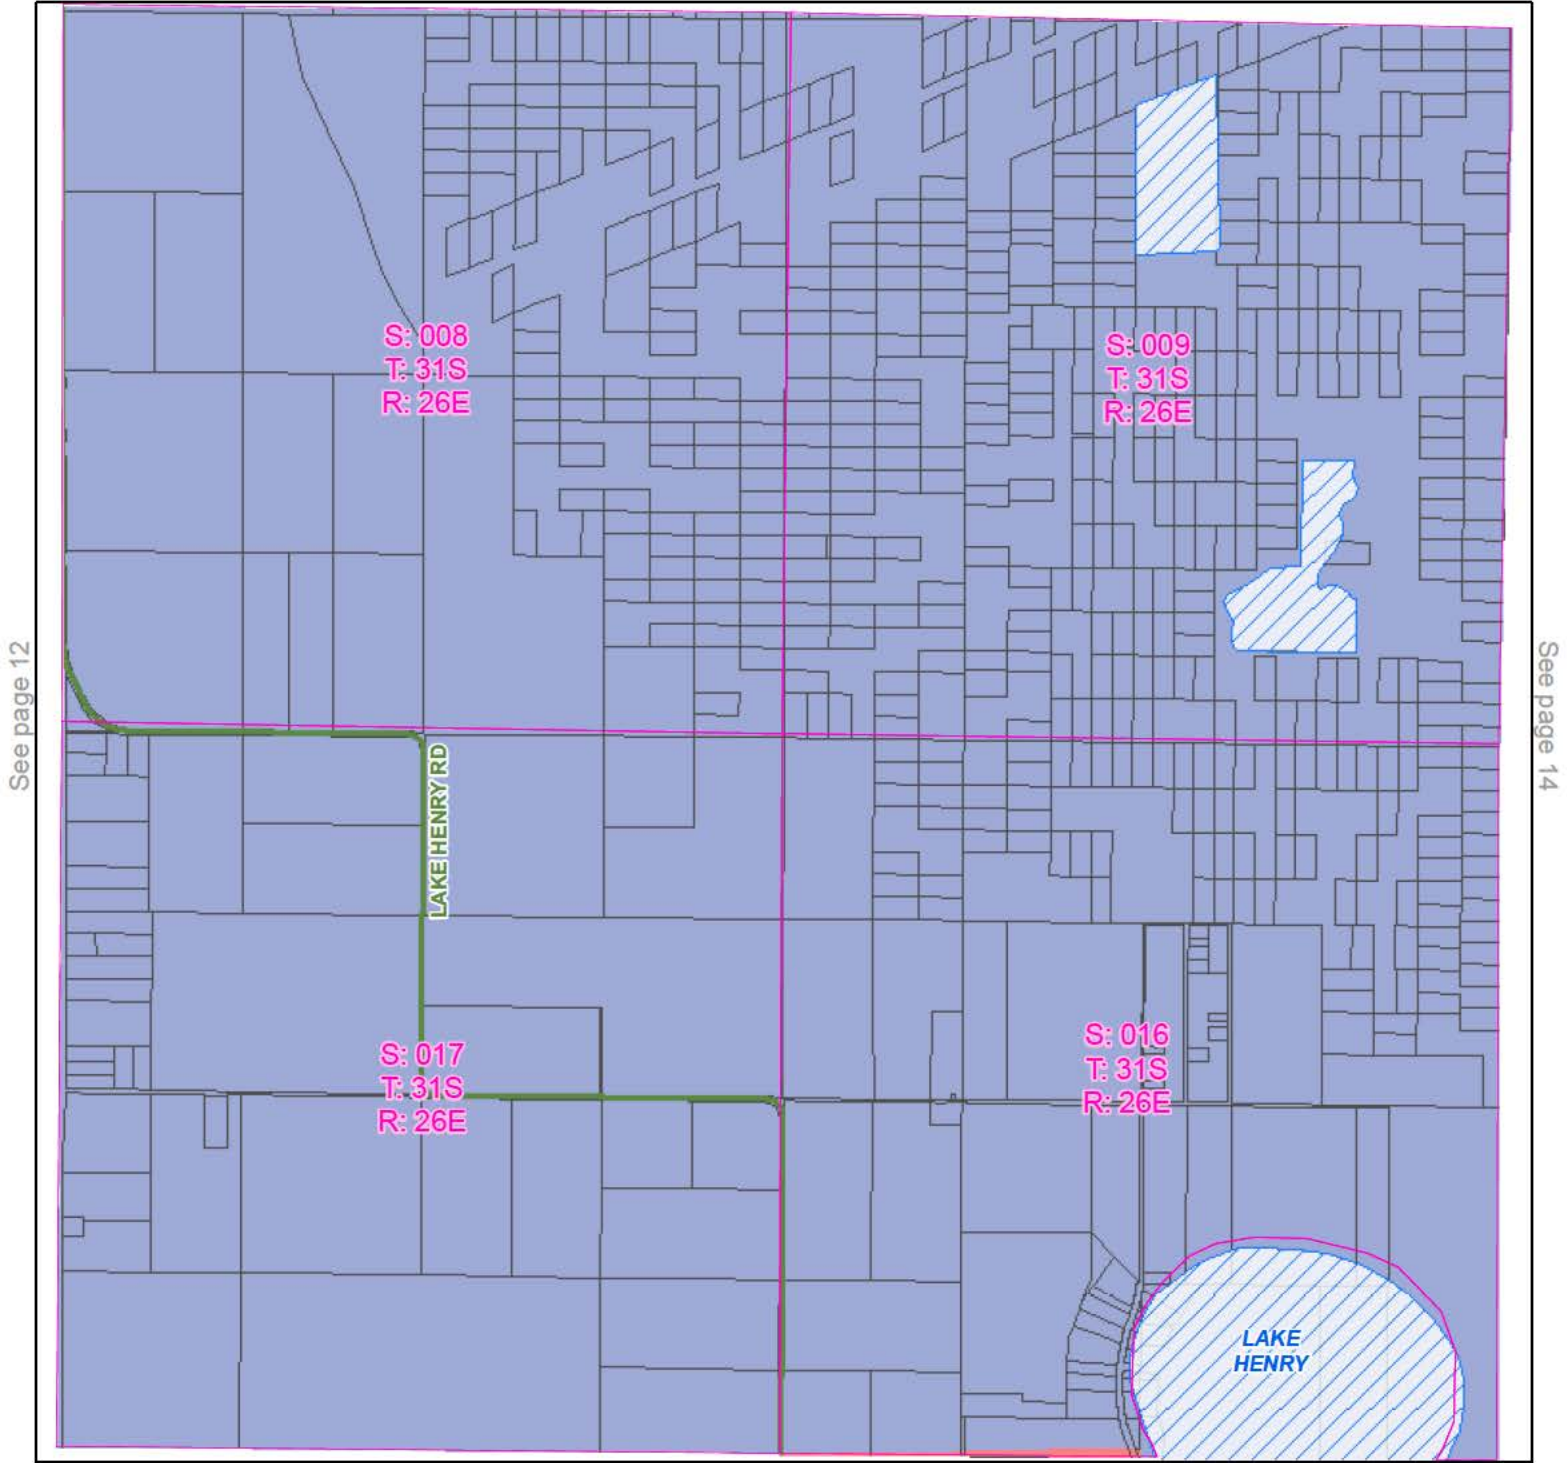 S: 008
T: 31S
R: 26E
S: 009
T: 31S
R: 26E
See page 12
See page 14
LAKE HENRY RD
S: 017
T: 31S
R: 26E
S: 016
T: 31S
R: 26E
LAKE
HENRY